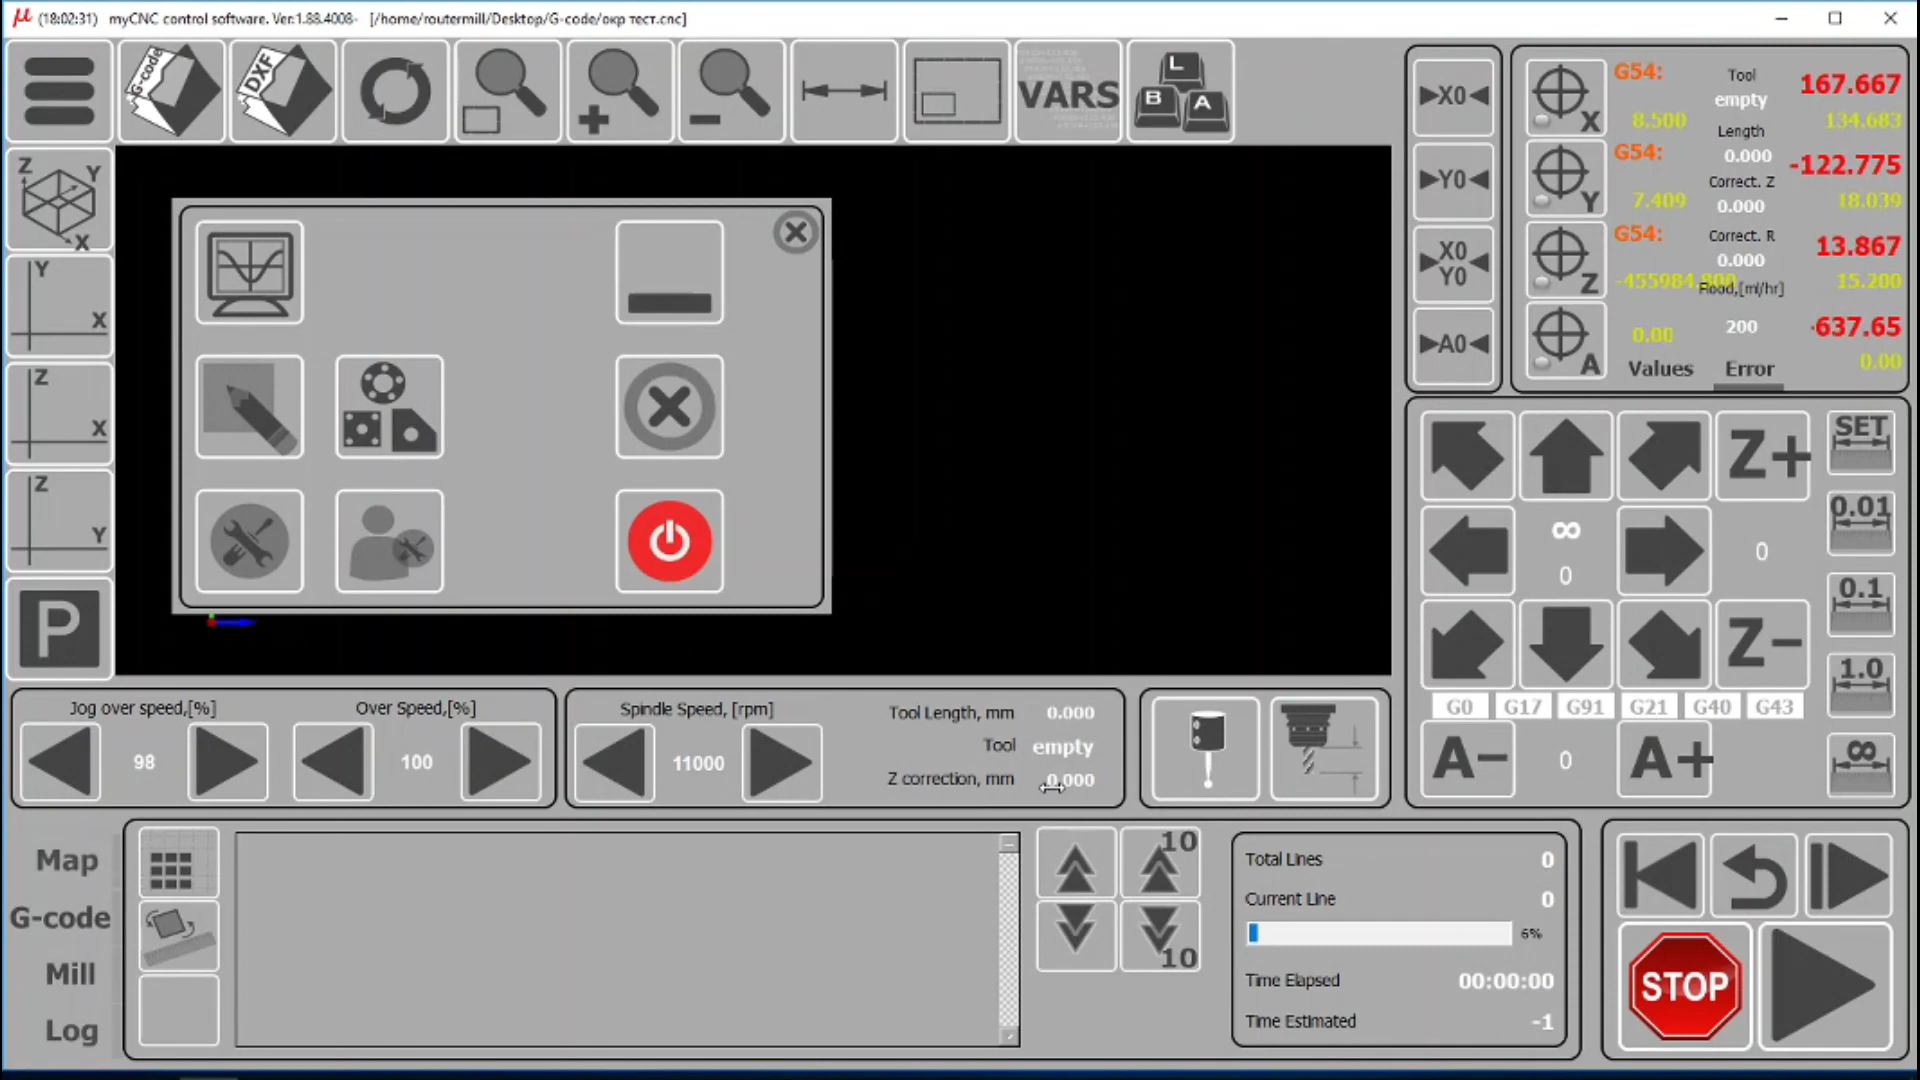 (18:02:31) myCNC control software. Ver:1.88.4008- [/home/routermill/Desktop/G-code/окр тест.cnc]
G-code
DXF
VARS
L
B
A
X0
Y0
X0
Y0
A0
X
Y
Z
A
G54:
8.500
G54:
7.409
G54:
-455984.800
0.00
Tool
empty
Length
0.000
Correct. Z
0.000
Correct. R
0.000
Flood,[ml/hr]
200
167.667
134.683
-122.775
18.039
13.867
15.200
-637.65
0.00
Values
Error
Z
Y
X
Y
X
Z
X
Z
Y
P
Z+
∞
0
0
Z-
G0 G17 G91 G21 G40 G43
A-
0
A+
SET
0.01
0.1
1.0
∞
Jog over speed,[%]
98
Over Speed,[%]
100
Spindle Speed, [rpm]
11000
Tool Length, mm 0.000
Tool empty
Z correction, mm 0.000
Map
G-code
Mill
Log
10
10
Total Lines 0
Current Line 0
6%
Time Elapsed 00:00:00
Time Estimated -1
STOP